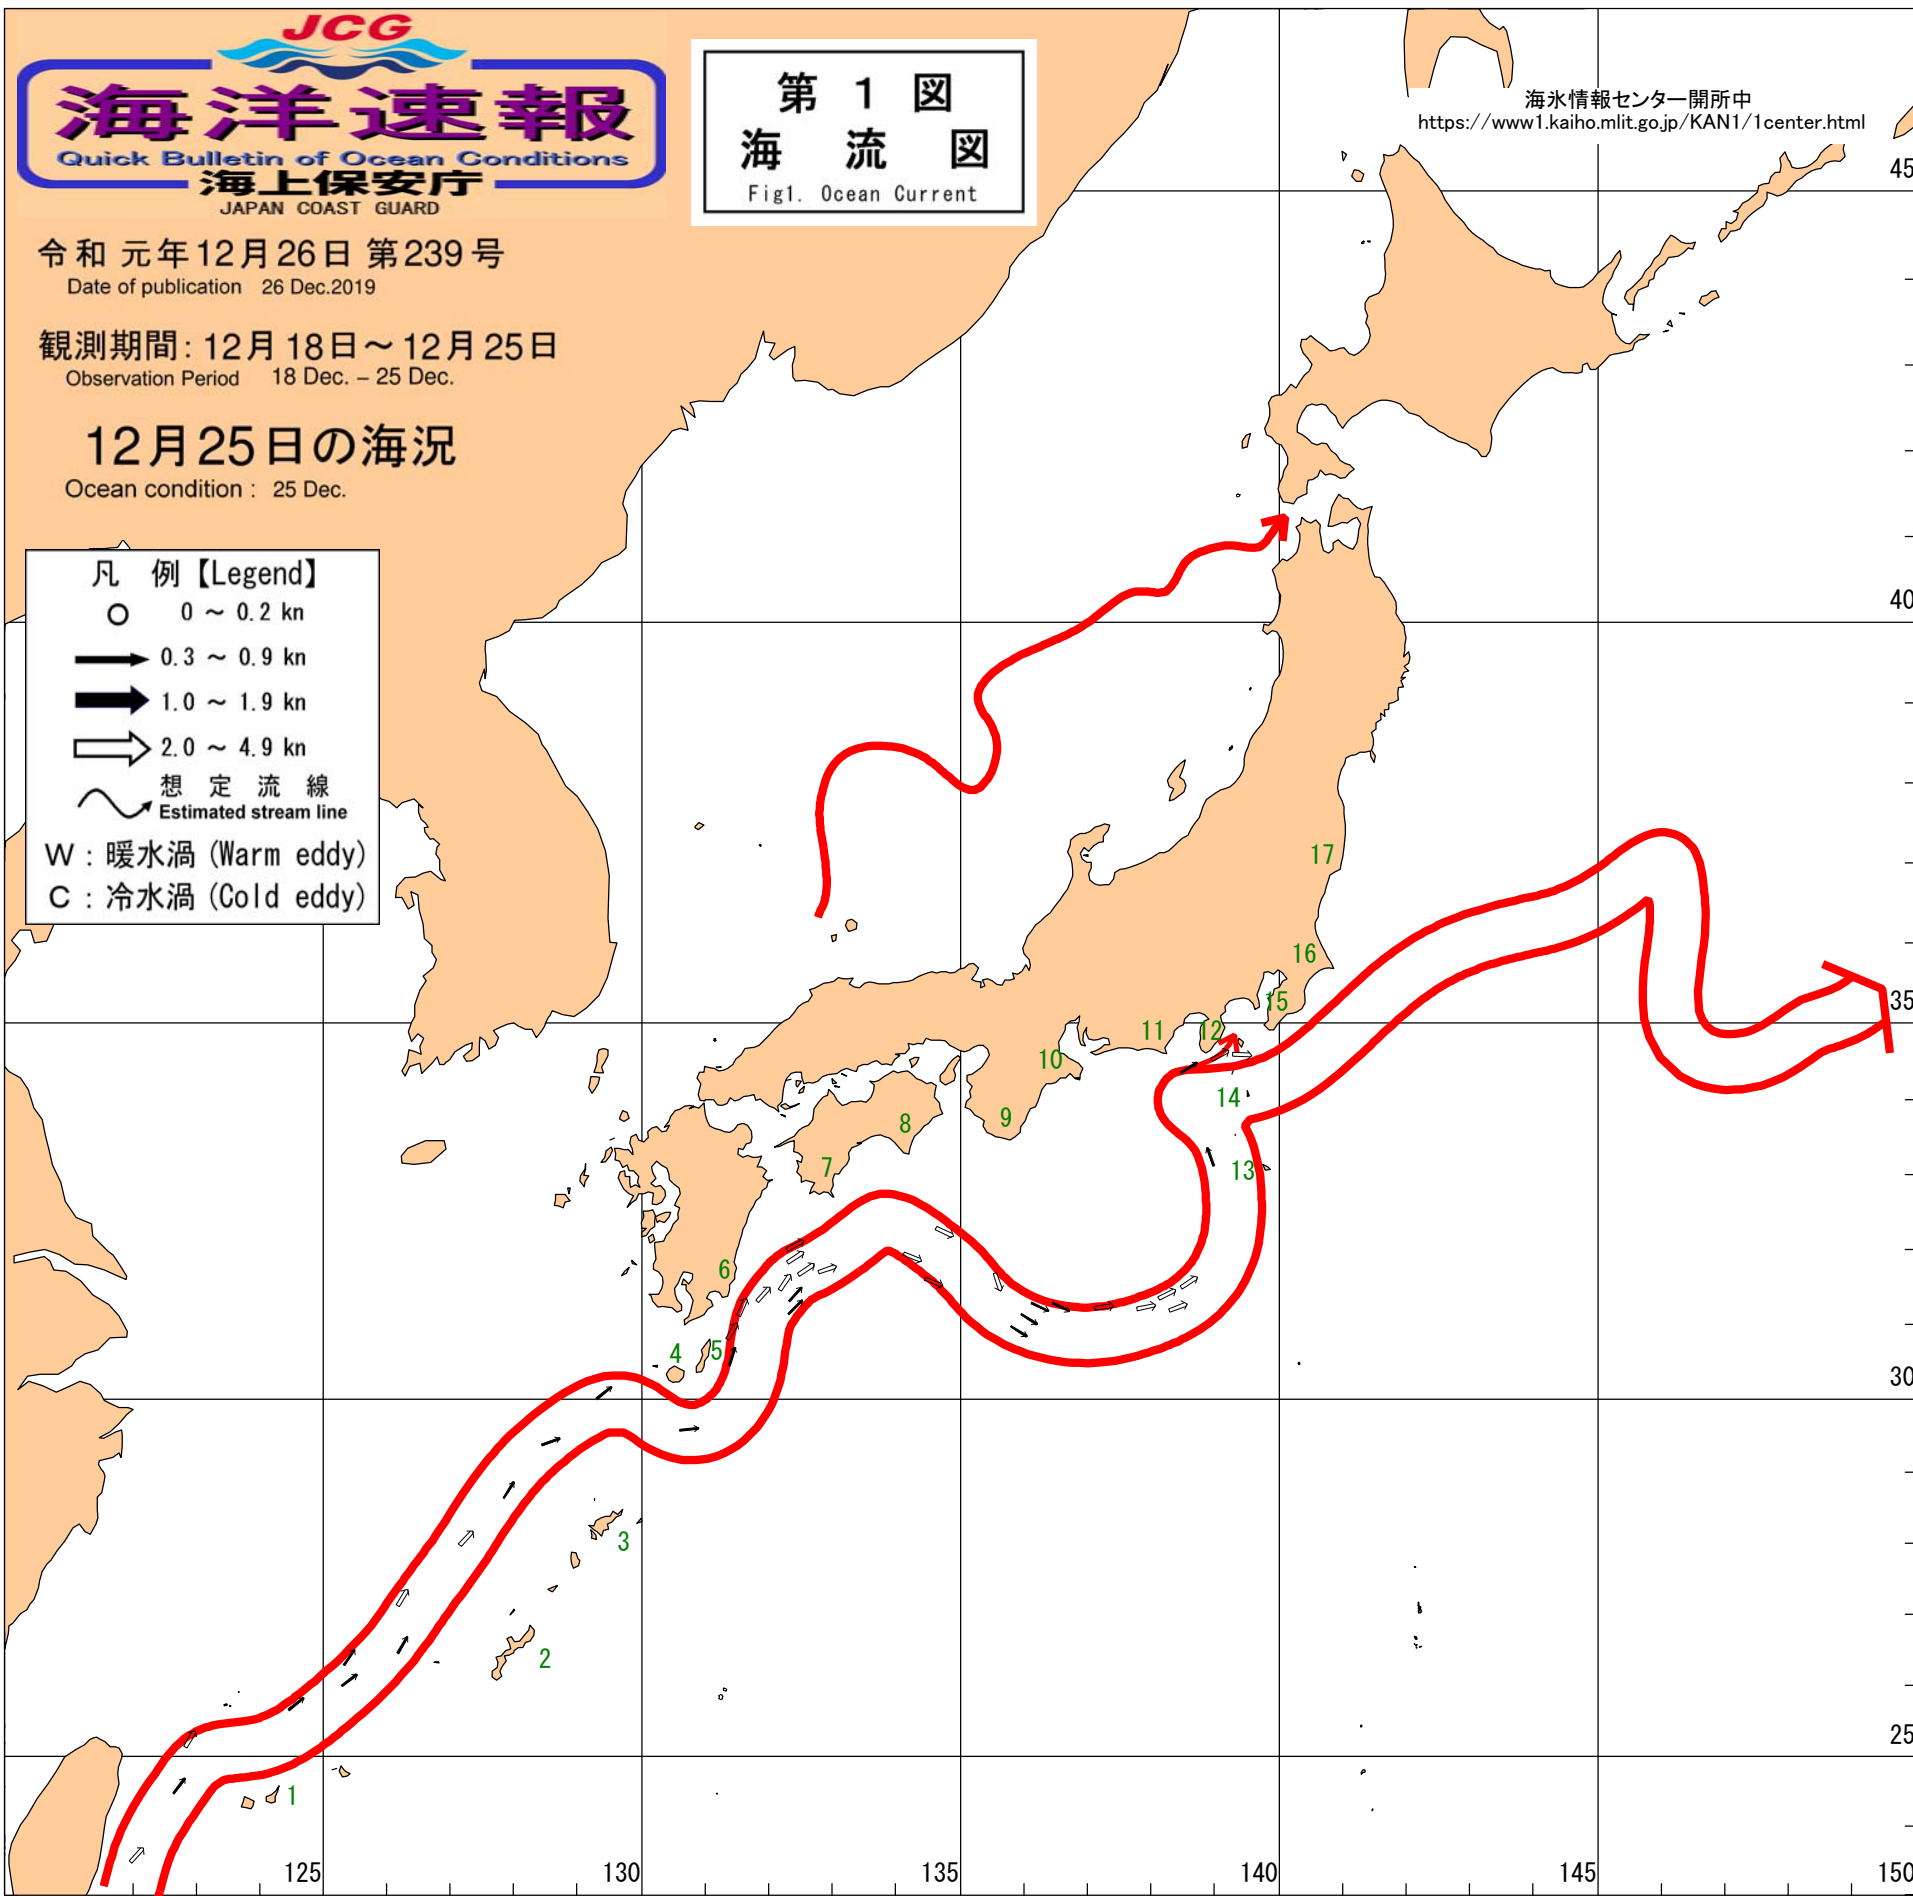 JCG
海洋速報
Quick Bulletin of Ocean Conditions
海上保安庁
JAPAN COAST GUARD
第 1 図
海 流 図
Fig1. Ocean Current
海氷情報センター開所中
https://www1.kaiho.mlit.go.jp/KAN1/1center.html
令和 元年12月26日 第239号
Date of publication 26 Dec.2019
観測期間: 12月18日～12月25日
Observation Period 18 Dec. – 25 Dec.
12月25日の海況
Ocean condition : 25 Dec.
凡 例【Legend】
0 ～ 0.2 kn
0.3 ～ 0.9 kn
1.0 ～ 1.9 kn
2.0 ～ 4.9 kn
想 定 流 線
Estimated stream line
W : 暖水渦 (Warm eddy)
C : 冷水渦 (Cold eddy)
45
40
35
30
25
17
16
15
12
11
10
14
9
8
13
7
6
5
4
3
2
1
125
130
135
140
145
150